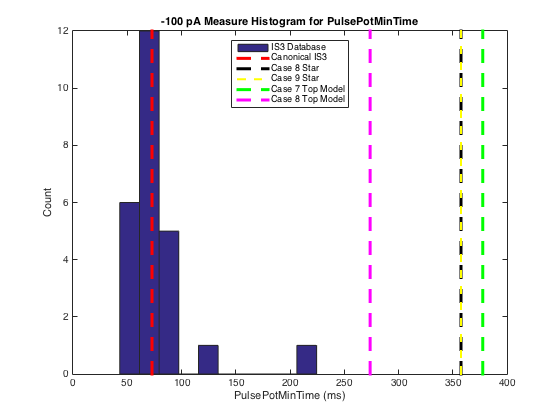 -100 pA Measure Histogram for PulsePotMinTime
IS3 Database
Canonical IS3
Case 8 Star
Case 9 Star
Case 7 Top Model
Case 8 Top Model
Count
12
10
8
6
4
2
0
0 50 100 150 200 250 300 350 400
PulsePotMinTime (ms)